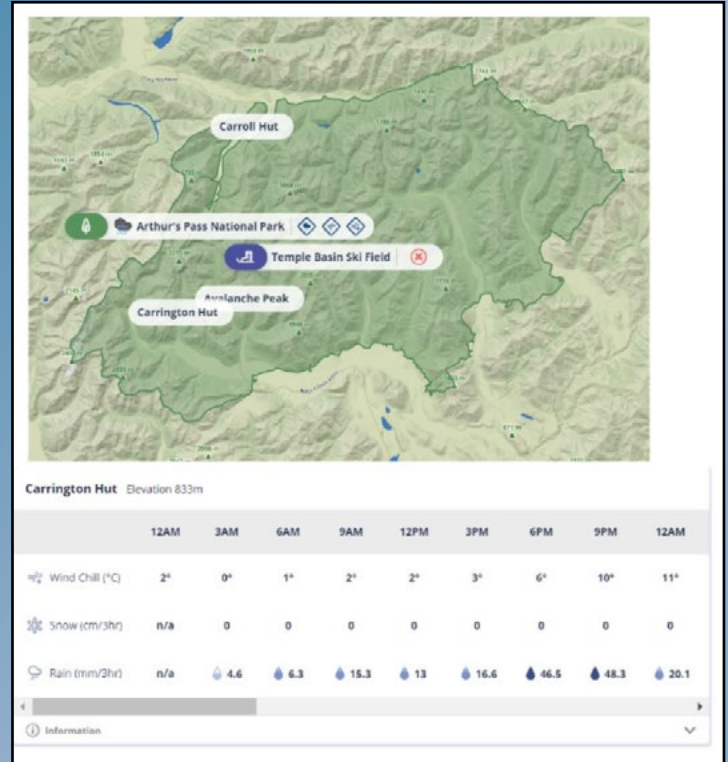 Carroll Hut
Arthur's Pass National Park
Temple Basin Ski Field
Avalanche Peak
Carrington Hut
Carrington Hut Elevation 833m
12AM 3AM 6AM 9AM 12PM 3PM 6PM 9PM 12AM
Wind Chill (°C) 2° 0° 1° 2° 2° 3° 6° 10° 11°
Snow (cm/3hr) n/a 0 0 0 0 0 0 0 0
Rain (mm/3hr) n/a 4.6 6.3 15.3 13 16.6 46.5 48.3 20.1
Information